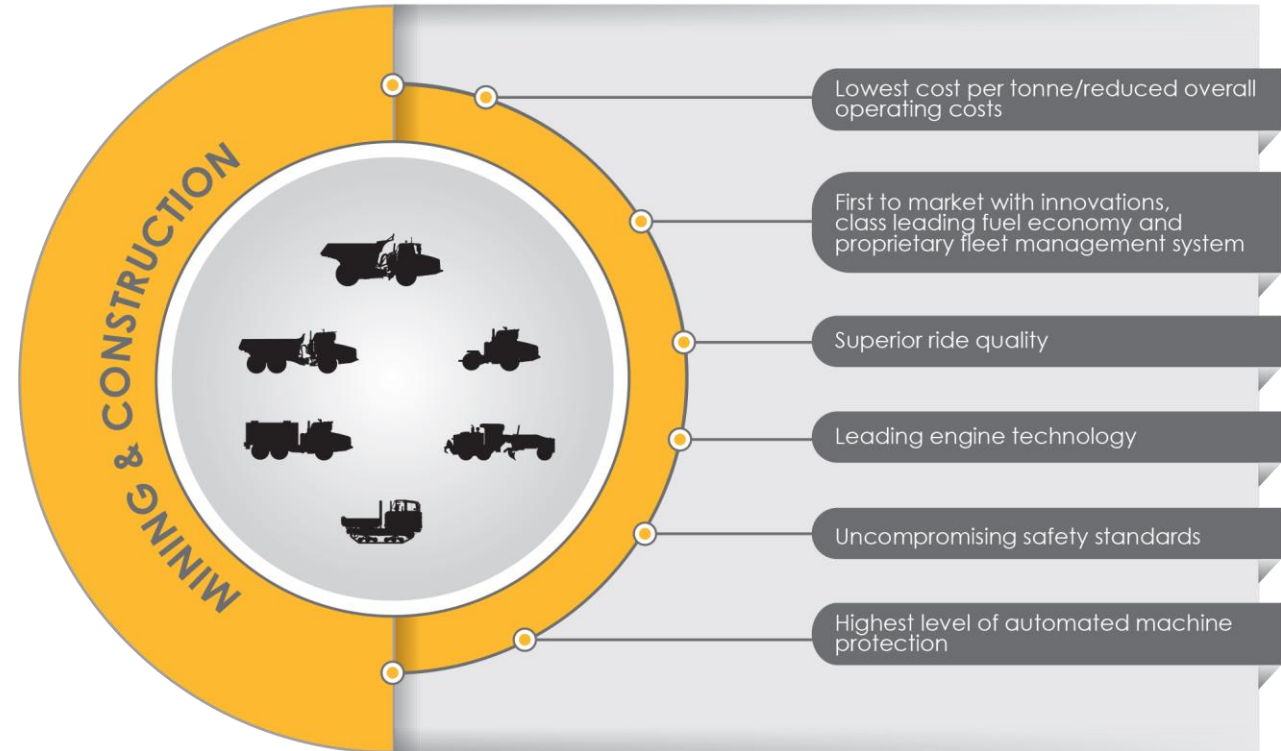 MINING & CONSTRUCTION
Lowest cost per tonne/reduced overall
operating costs
First to market with innovations,
class leading fuel economy and
proprietary fleet management system
Superior ride quality
Leading engine technology
Uncompromising safety standards
Highest level of automated machine
protection